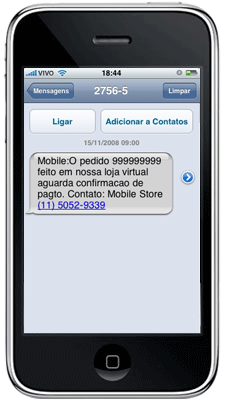 VIVO 18:44
Mensagens 2756-5 Limpar
Ligar Adicionar a Contatos
15/11/2008 09:00
Mobile:O pedido 999999999
feito em nossa loja virtual
aguarda confirmacao de
pagto. Contato: Mobile Store
(11) 5052-9339